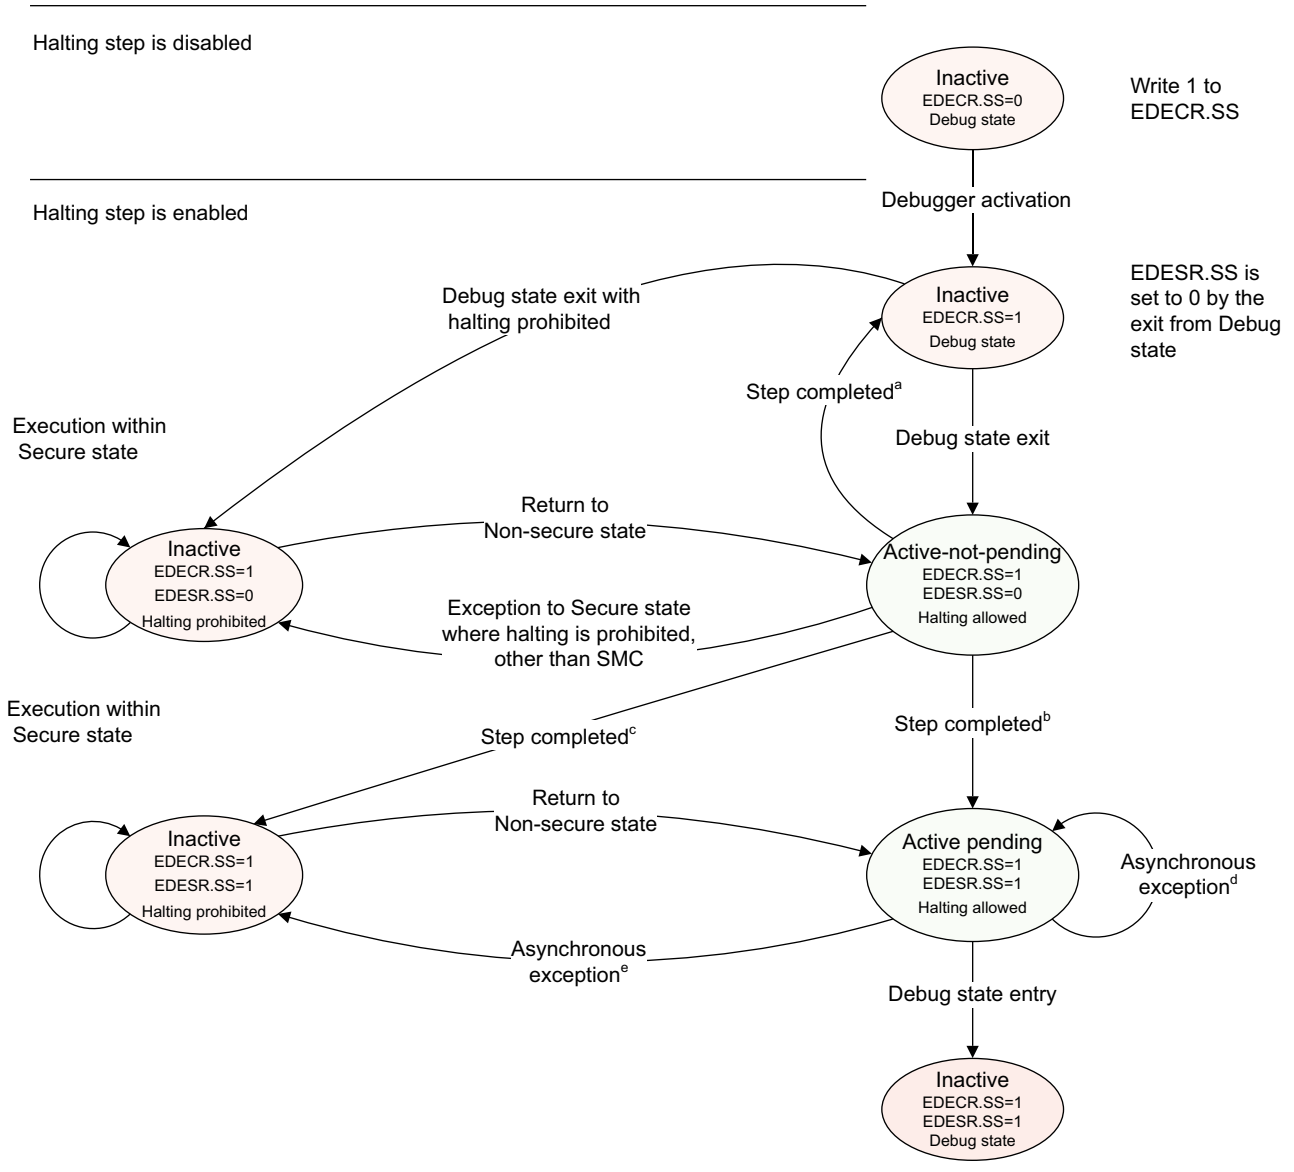 Halting step is disabled
Inactive
EDECR.SS=0
Debug state
Write 1 to
EDECR.SS
Debugger activation
Halting step is enabled
Debug state exit with
halting prohibited
Inactive
EDECR.SS=1
Debug state
EDESR.SS is
set to 0 by the
exit from Debug
state
Step completedᵃ
Debug state exit
Execution within
Secure state
Return to
Non-secure state
Inactive
EDECR.SS=1
EDESR.SS=0
Halting prohibited
Active-not-pending
EDECR.SS=1
EDESR.SS=0
Halting allowed
Exception to Secure state
where halting is prohibited,
other than SMC
Execution within
Secure state
Step completedᶜ
Step completedᵇ
Return to
Non-secure state
Inactive
EDECR.SS=1
EDESR.SS=1
Halting prohibited
Active pending
EDECR.SS=1
EDESR.SS=1
Halting allowed
Asynchronous
exceptionᵈ
Asynchronous
exceptionᵉ
Debug state entry
Inactive
EDECR.SS=1
EDESR.SS=1
Debug state